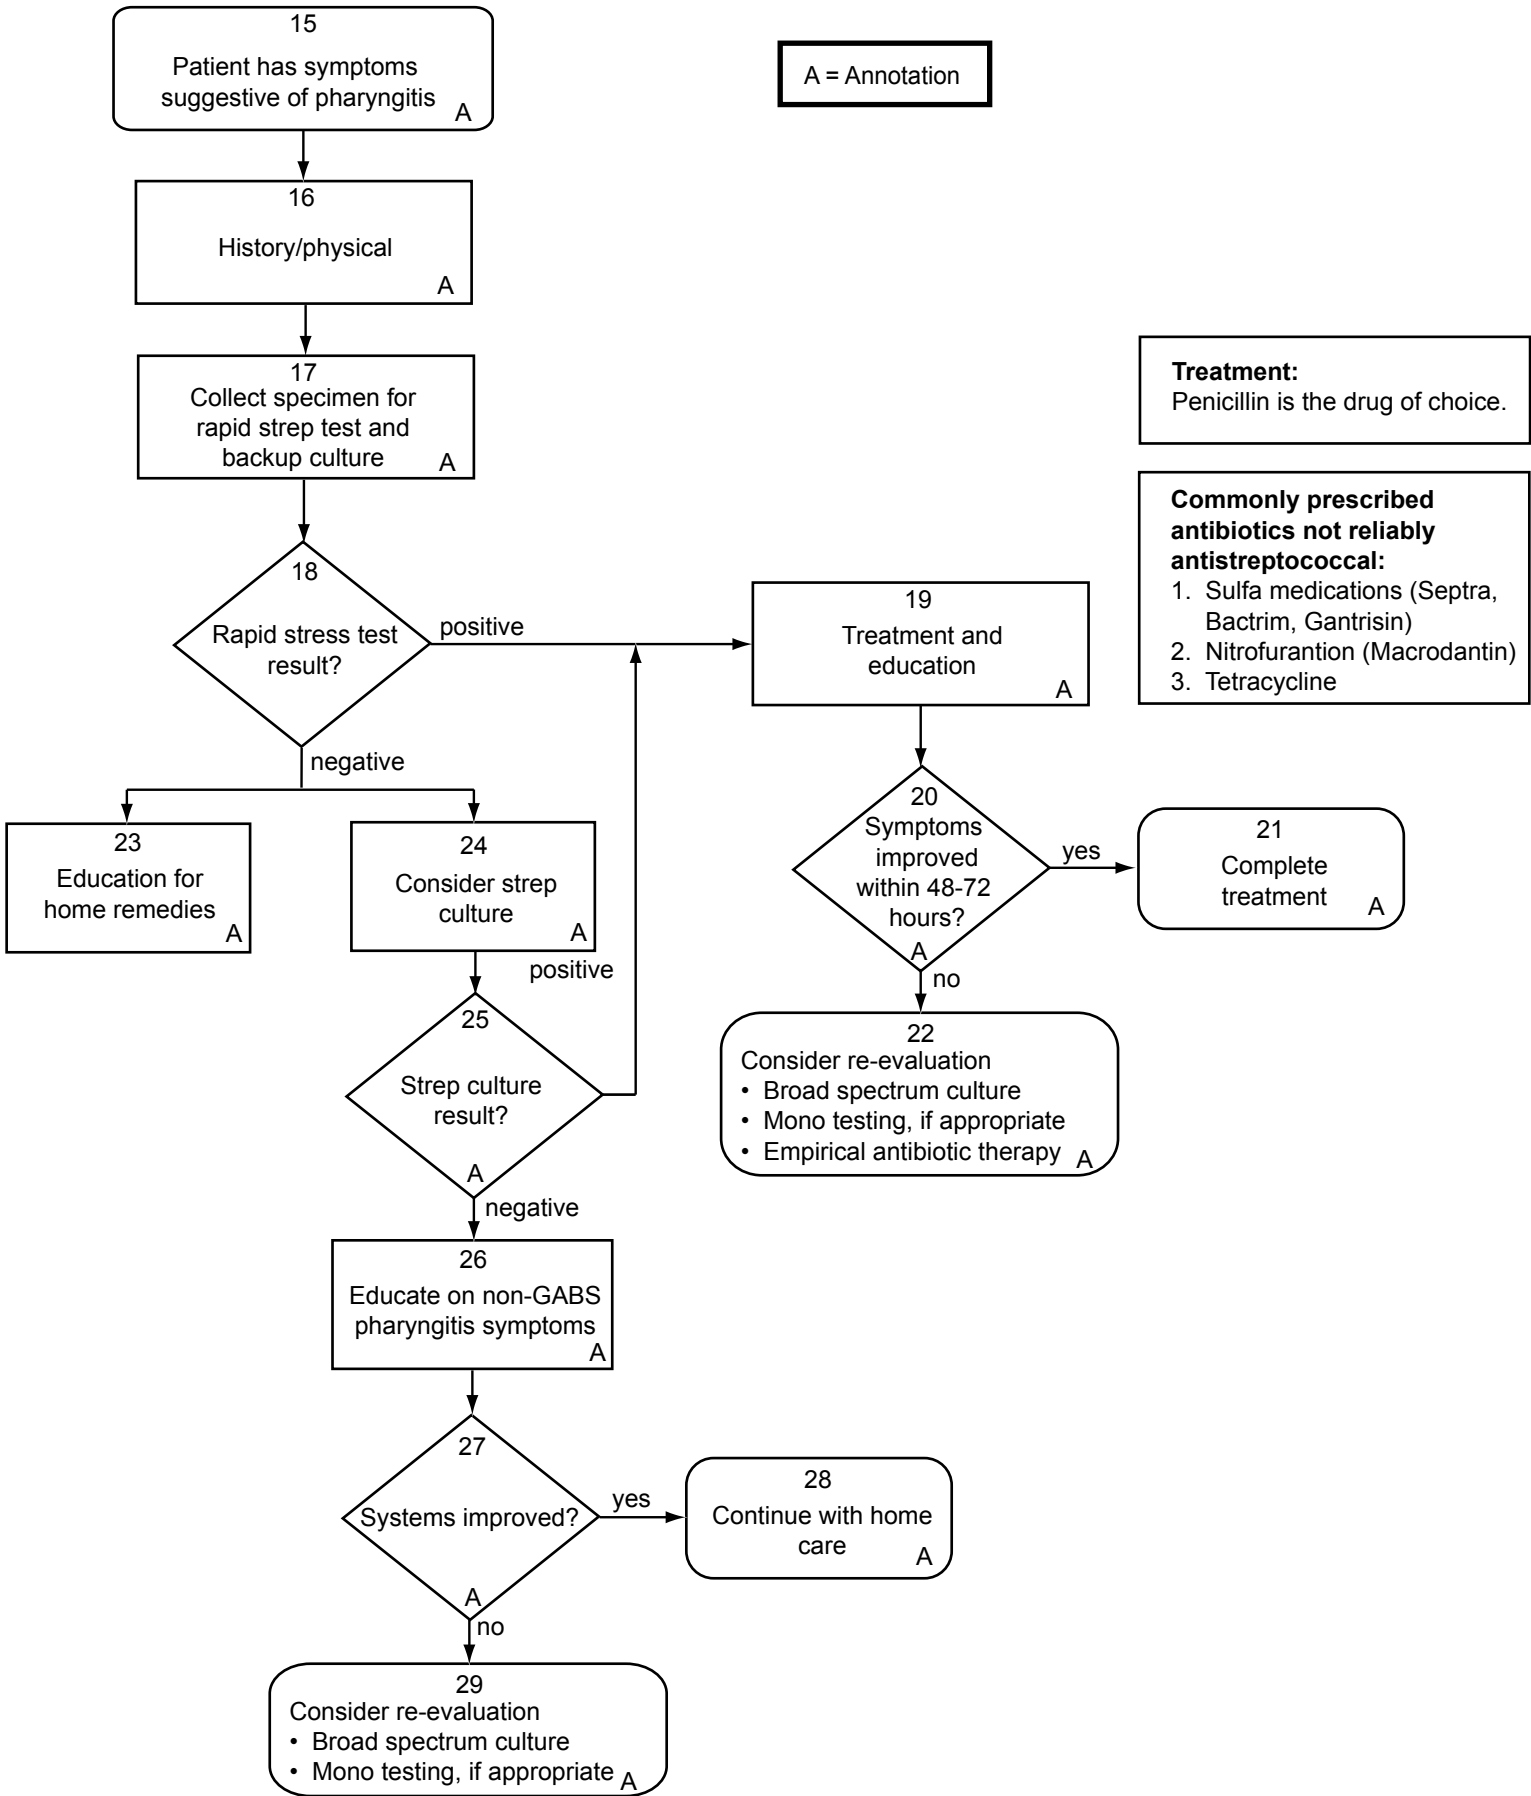 15
Patient has symptoms
suggestive of pharyngitis
A
A = Annotation
16
History/physical
A
17
Collect specimen for
rapid strep test and
backup culture
A
Treatment:
Penicillin is the drug of choice.
Commonly prescribed
antibiotics not reliably
antistreptococcal:
1. Sulfa medications (Septra,
Bactrim, Gantrisin)
2. Nitrofurantion (Macrodantin)
3. Tetracycline
18
Rapid stress test
result?
positive
negative
19
Treatment and
education
A
20
Symptoms
improved
within 48-72
hours?
A
yes
no
21
Complete
treatment
A
22
Consider re-evaluation
• Broad spectrum culture
• Mono testing, if appropriate
• Empirical antibiotic therapy
A
23
Education for
home remedies
A
24
Consider strep
culture
A
positive
25
Strep culture
result?
A
negative
26
Educate on non-GABS
pharyngitis symptoms
A
27
Systems improved?
A
yes
no
28
Continue with home
care
A
29
Consider re-evaluation
• Broad spectrum culture
• Mono testing, if appropriate
A